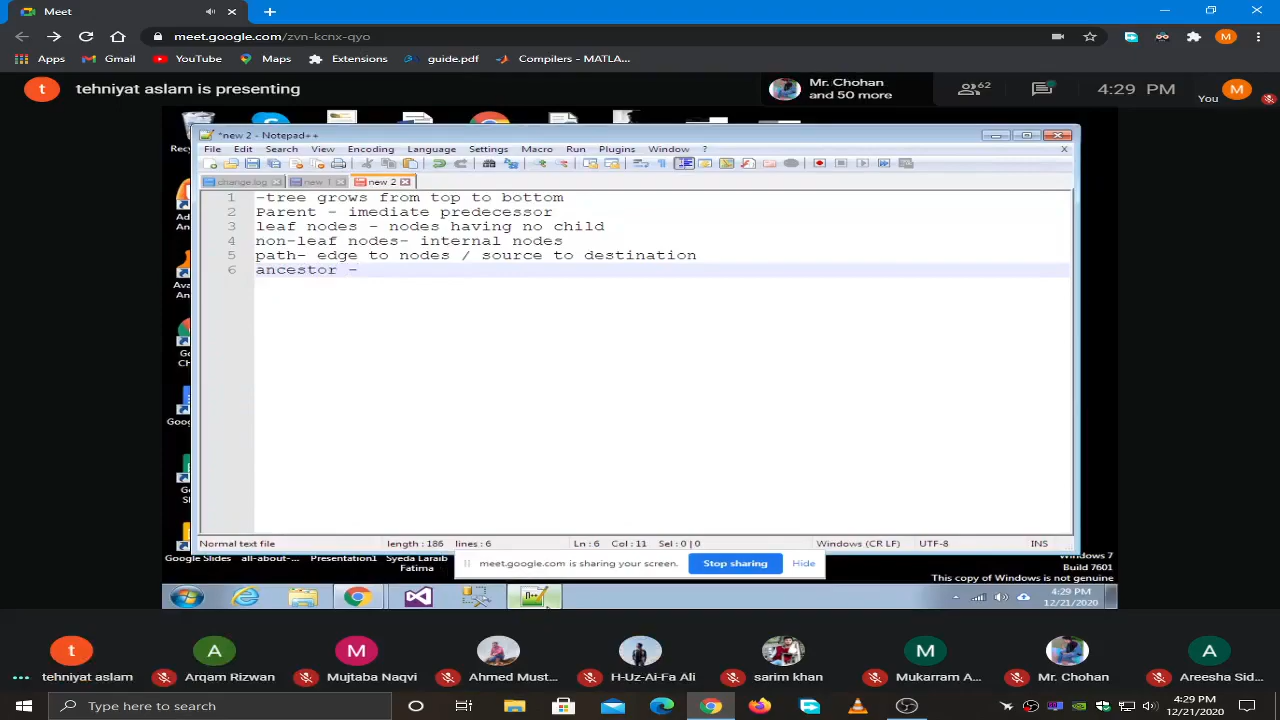 Meet
meet.google.com/zvn-kcnx-qyo
Apps Gmail YouTube Maps Extensions guide.pdf Compilers - MATLA...
t tehniyat aslam is presenting
Mr. Chohan
and 50 more
62
4:29 PM
You M
*new 2 - Notepad++
File Edit Search View Encoding Language Settings Macro Run Plugins Window ?
change.log new 1 new 2
1 -tree grows from top to bottom
2 Parent - imediate predecessor
3 leaf nodes - nodes having no child
4 non-leaf nodes- internal nodes
5 path- edge to nodes / source to destination
6 ancestor -
Normal text file length : 186 lines : 6 Ln : 6 Col : 11 Sel : 0 | 0 Windows (CR LF) UTF-8 INS
Google Slides all-about-... Presentation1 Syeda Laraib
Fatima
meet.google.com is sharing your screen. Stop sharing Hide
Windows 7
Build 7601
This copy of Windows is not genuine
4:29 PM
12/21/2020
t A M M A
tehniyat aslam Arqam Rizwan Mujtaba Naqvi Ahmed Must... H-Uz-Ai-Fa Ali sarim khan Mukarram A... Mr. Chohan Areesha Sid...
Type here to search
4:29 PM
12/21/2020